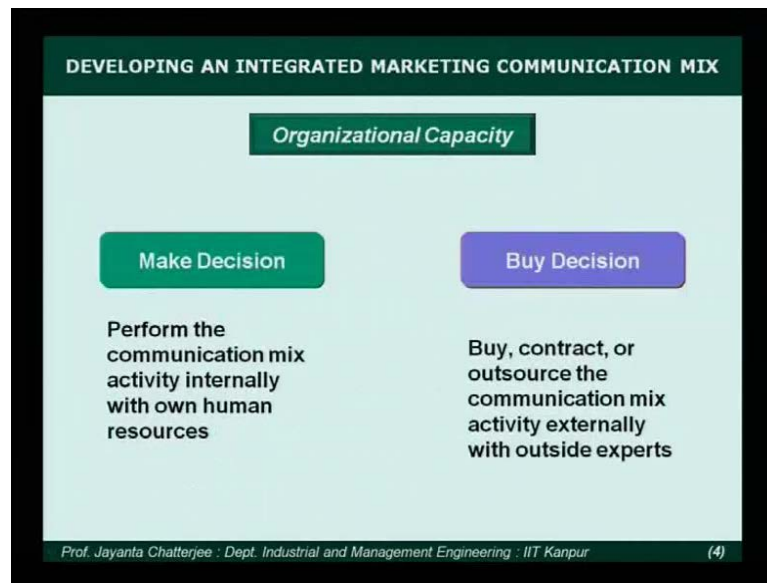 DEVELOPING AN INTEGRATED MARKETING COMMUNICATION MIX
Organizational Capacity
Make Decision
Perform the
communication mix
activity internally
with own human
resources
Buy Decision
Buy, contract, or
outsource the
communication mix
activity externally
with outside experts
Prof. Jayanta Chatterjee : Dept. Industrial and Management Engineering : IIT Kanpur (4)